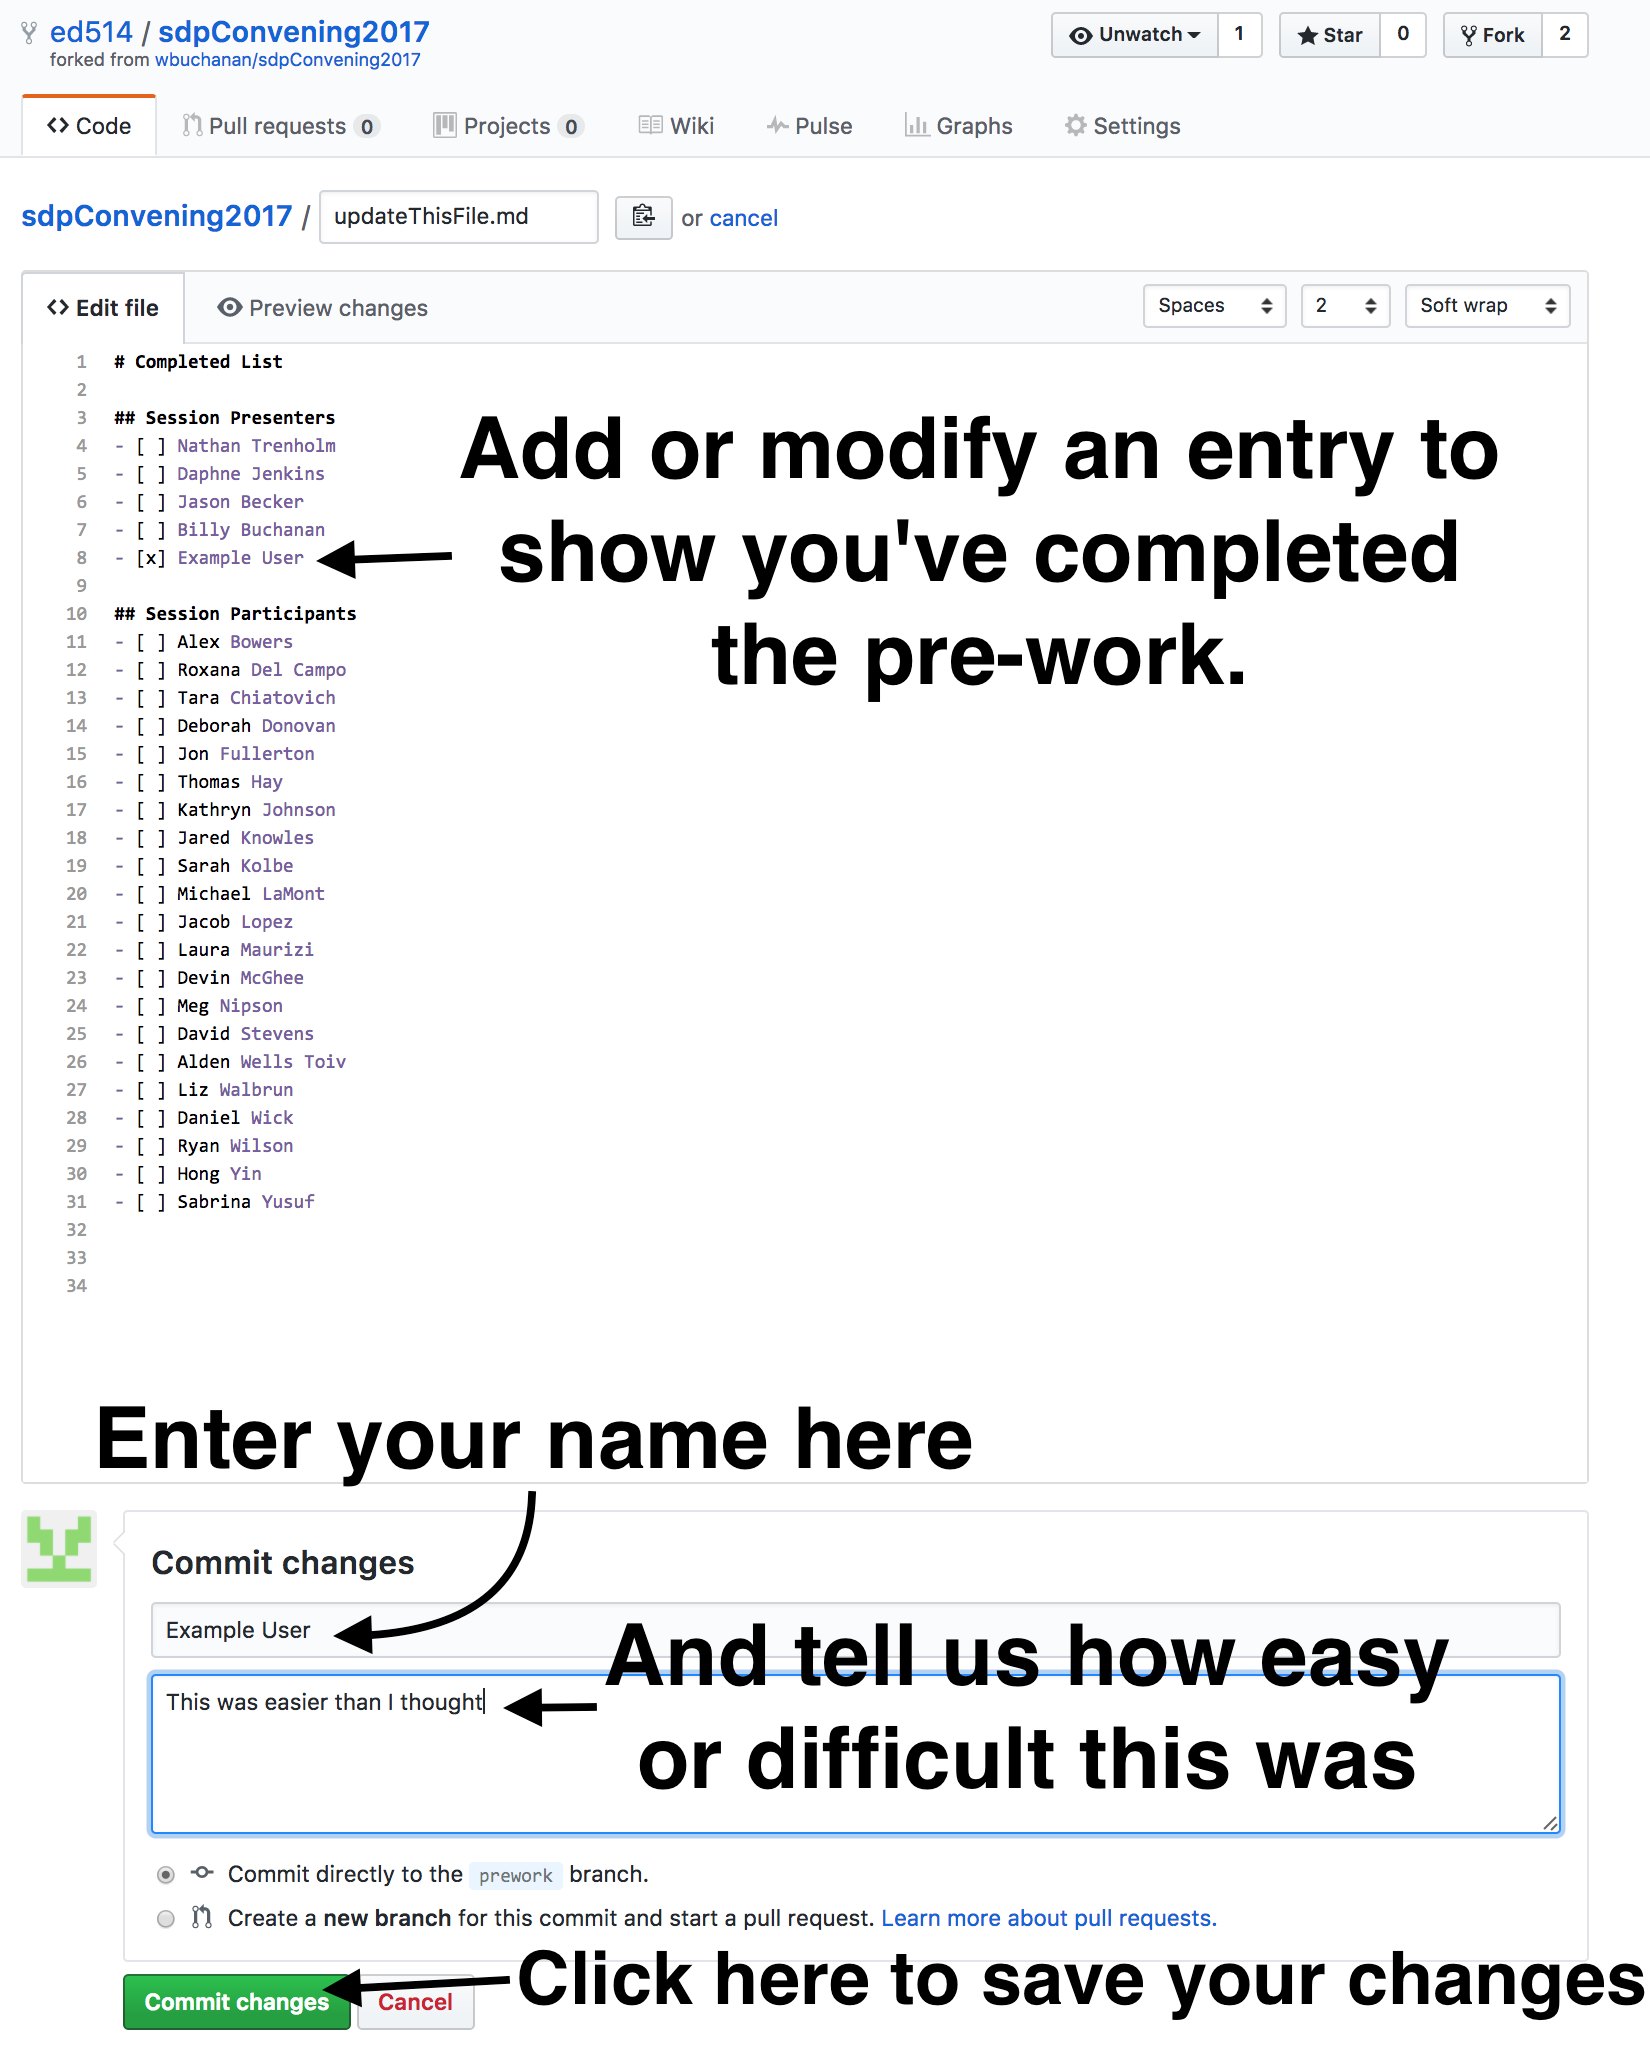 ed514 / sdpConvening2017
forked from wbuchanan/sdpConvening2017
Unwatch 1 Star 0 Fork 2
Code Pull requests 0 Projects 0 Wiki Pulse Graphs Settings
sdpConvening2017 / updateThisFile.md or cancel
Edit file Preview changes Spaces 2 Soft wrap
1 # Completed List
2
3 ## Session Presenters
4 - [ ] Nathan Trenholm
5 - [ ] Daphne Jenkins
6 - [ ] Jason Becker
7 - [ ] Billy Buchanan
8 - [x] Example User
9
10 ## Session Participants
11 - [ ] Alex Bowers
12 - [ ] Roxana Del Campo
13 - [ ] Tara Chiatovich
14 - [ ] Deborah Donovan
15 - [ ] Jon Fullerton
16 - [ ] Thomas Hay
17 - [ ] Kathryn Johnson
18 - [ ] Jared Knowles
19 - [ ] Sarah Kolbe
20 - [ ] Michael LaMont
21 - [ ] Jacob Lopez
22 - [ ] Laura Maurizi
23 - [ ] Devin McGhee
24 - [ ] Meg Nipson
25 - [ ] David Stevens
26 - [ ] Alden Wells Toiv
27 - [ ] Liz Walbrun
28 - [ ] Daniel Wick
29 - [ ] Ryan Wilson
30 - [ ] Hong Yin
31 - [ ] Sabrina Yusuf
32
33
34
Add or modify an entry to
show you've completed
the pre-work.
Enter your name here
Commit changes
Example User
This was easier than I thought
And tell us how easy
or difficult this was
Commit directly to the prework branch.
Create a new branch for this commit and start a pull request. Learn more about pull requests.
Commit changes Cancel
Click here to save your changes